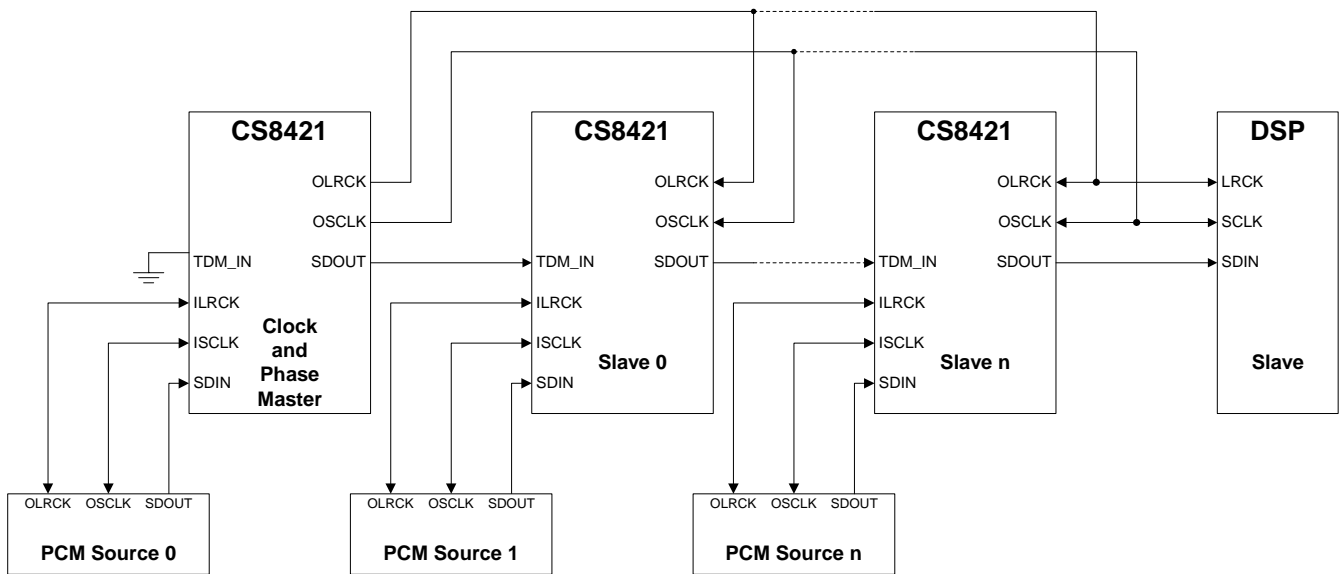 CS8421
OLRCK
OSCLK
TDM_IN
SDOUT
ILRCK
ISCLK
SDIN
Clock
and
Phase
Master
CS8421
OLRCK
OSCLK
TDM_IN
SDOUT
ILRCK
ISCLK
SDIN
Slave 0
CS8421
OLRCK
OSCLK
TDM_IN
SDOUT
ILRCK
ISCLK
SDIN
Slave n
DSP
LRCK
SCLK
SDIN
Slave
OLRCK OSCLK SDOUT
PCM Source 0
OLRCK OSCLK SDOUT
PCM Source 1
OLRCK OSCLK SDOUT
PCM Source n